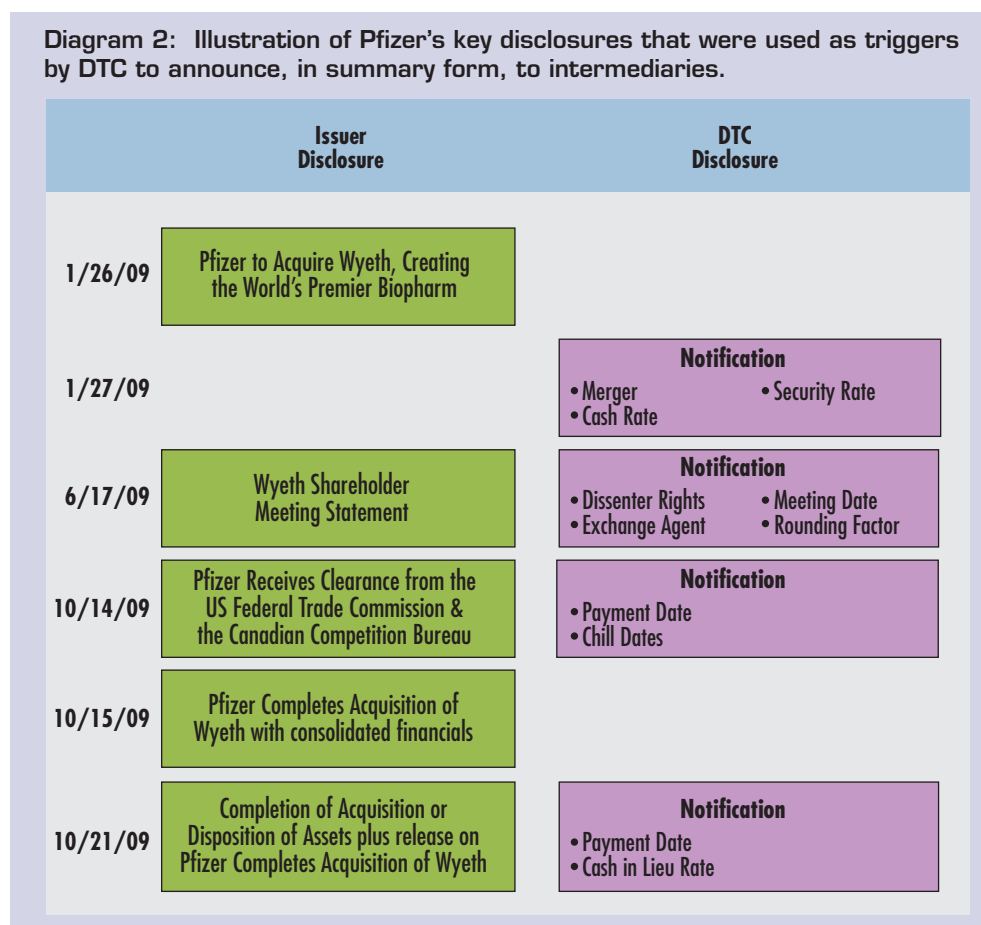 Diagram 2: Illustration of Pfizer's key disclosures that were used as triggers
by DTC to announce, in summary form, to intermediaries.
Issuer
Disclosure
DTC
Disclosure
1/26/09
Pfizer to Acquire Wyeth, Creating
the World's Premier Biopharm
1/27/09
Notification
• Merger • Security Rate
• Cash Rate
6/17/09
Wyeth Shareholder
Meeting Statement
Notification
• Dissenter Rights • Meeting Date
• Exchange Agent • Rounding Factor
10/14/09
Pfizer Receives Clearance from the
US Federal Trade Commission &
the Canadian Competition Bureau
Notification
• Payment Date
• Chill Dates
10/15/09
Pfizer Completes Acquisition of
Wyeth with consolidated financials
10/21/09
Completion of Acquisition or
Disposition of Assets plus release on
Pfizer Completes Acquisition of Wyeth
Notification
• Payment Date
• Cash in Lieu Rate